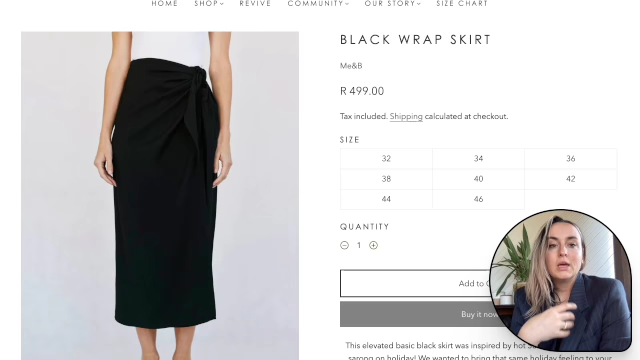 HOME SHOP REVIVE COMMUNITY OUR STORY SIZE CHART
BLACK WRAP SKIRT
Me&B
R 499.00
Tax included. Shipping calculated at checkout.
SIZE
32 34 36
38 40 42
44 46
QUANTITY
1
Add to
Buy it now
This elevated basic black skirt was inspired by hot
sarong on holiday! We wanted to bring that same holiday feeling to your